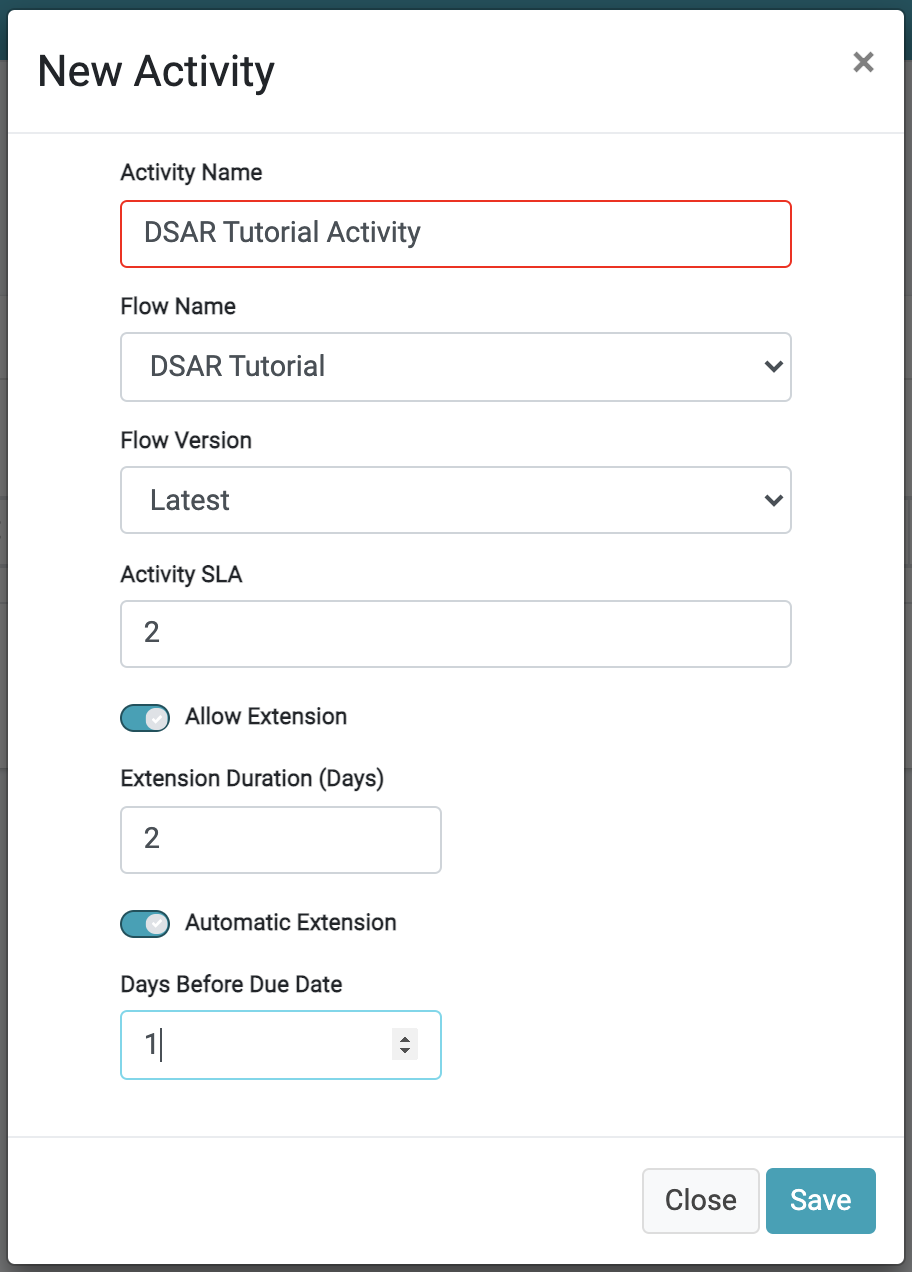 New Activity
×
Activity Name
DSAR Tutorial Activity
Flow Name
DSAR Tutorial
Flow Version
Latest
Activity SLA
2
Allow Extension
Extension Duration (Days)
2
Automatic Extension
Days Before Due Date
1
Close Save